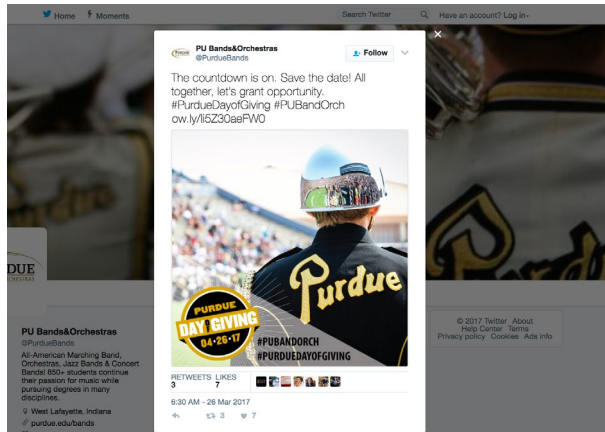 Home
Moments
Search Twitter
Have an account? Log in
PU Bands&Orchestras
@PurdueBands
Follow
The countdown is on. Save the date! All
together, let's grant opportunity.
#PurdueDayofGiving #PUBandOrch
ow.ly/li5Z30aeFW0
Purdue
PURDUE
DAY OF GIVING
04•26•17
#PUBANDORCH
#PURDUEDAYOFGIVING
RETWEETS LIKES
3 7
6:30 AM - 26 Mar 2017
3 7
PU Bands&Orchestras
@PurdueBands
All-American Marching Band,
Orchestras, Jazz Bands & Concert
Bands! 850+ students continue
their passion for music while
pursuing degrees in many
disciplines.
West Lafayette, Indiana
purdue.edu/bands
© 2017 Twitter About
Help Center Terms
Privacy policy Cookies Ads info